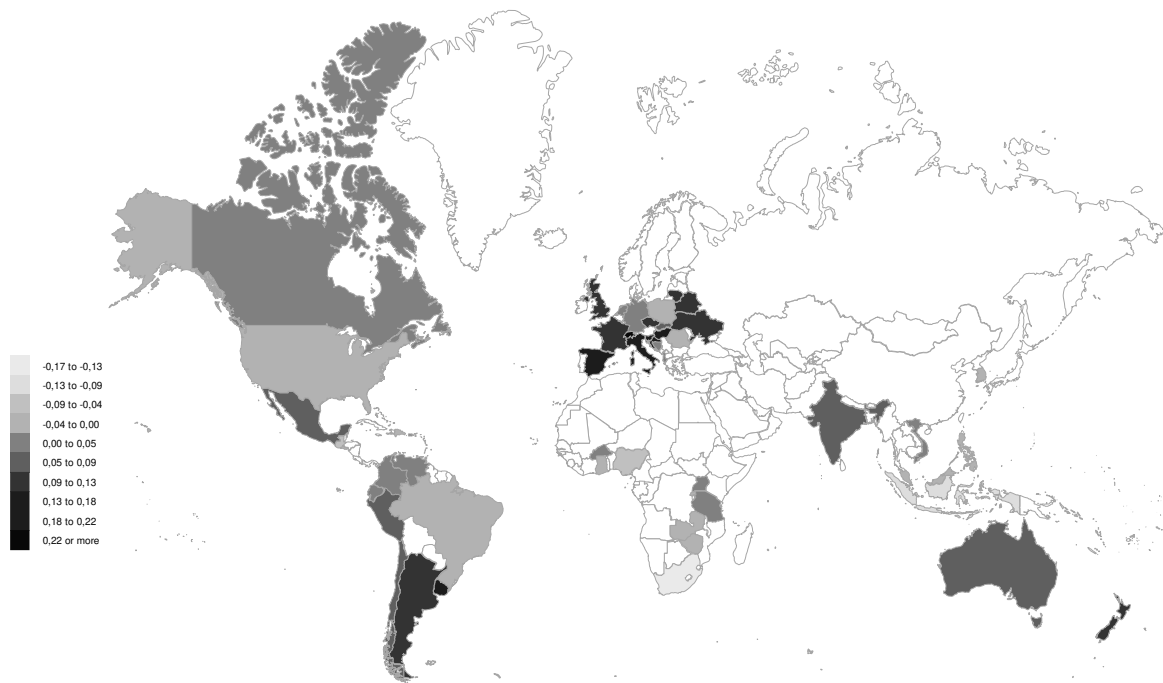 -0,17 to -0,13
-0,13 to -0,09
-0,09 to -0,04
-0,04 to 0,00
0,00 to 0,05
0,05 to 0,09
0,09 to 0,13
0,13 to 0,18
0,18 to 0,22
0,22 or more